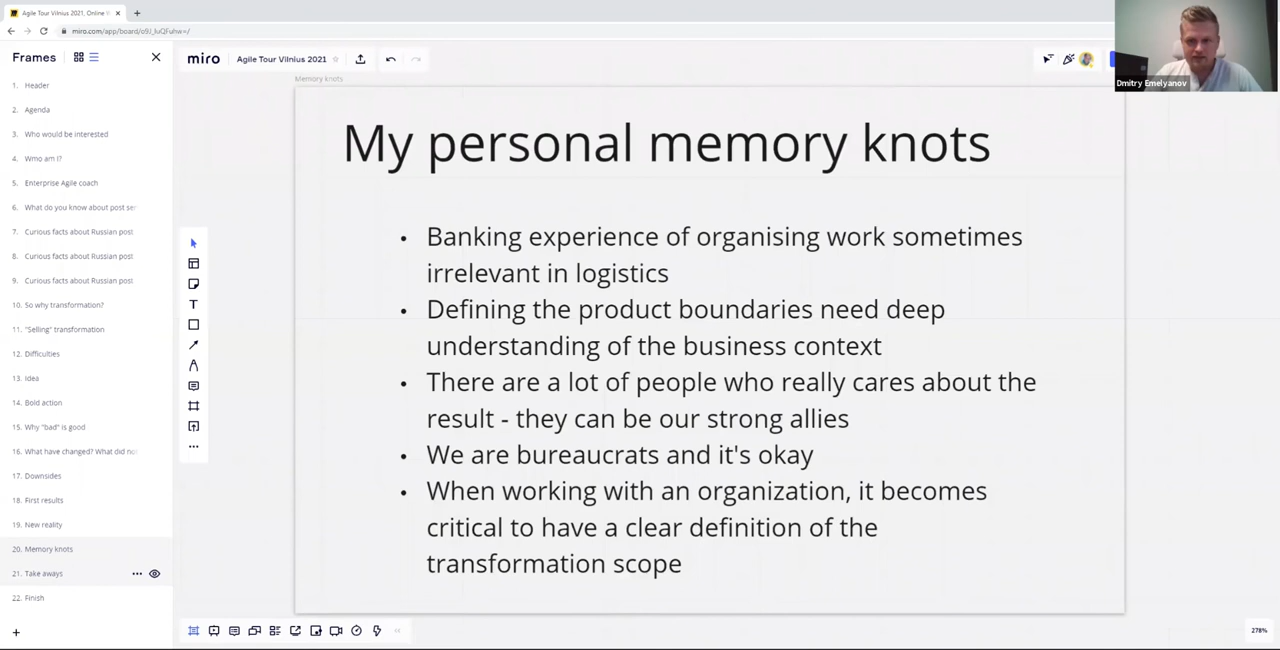 Agile Tour Vilnius 2021, Online
miro.com/app/board/o9J_luQFuhw=/
Frames
miro
Agile Tour Vilnius 2021
Dmitry Emelyanov
Memory knots
1. Header
2. Agenda
3. Who would be interested
4. Who am I?
5. Enterprise Agile coach
6. What do you know about post ser
7. Curious facts about Russian post
8. Curious facts about Russian post
9. Curious facts about Russian post
10. So why transformation?
11. "Selling" transformation
12. Difficulties
13. Idea
14. Bold action
15. Why "bad" is good
16. What have changed? What did no
17. Downsides
18. First results
19. New reality
20. Memory knots
21. Take aways
22. Finish
My personal memory knots
• Banking experience of organising work sometimes
irrelevant in logistics
• Defining the product boundaries need deep
understanding of the business context
• There are a lot of people who really cares about the
result - they can be our strong allies
• We are bureaucrats and it's okay
• When working with an organization, it becomes
critical to have a clear definition of the
transformation scope
278%